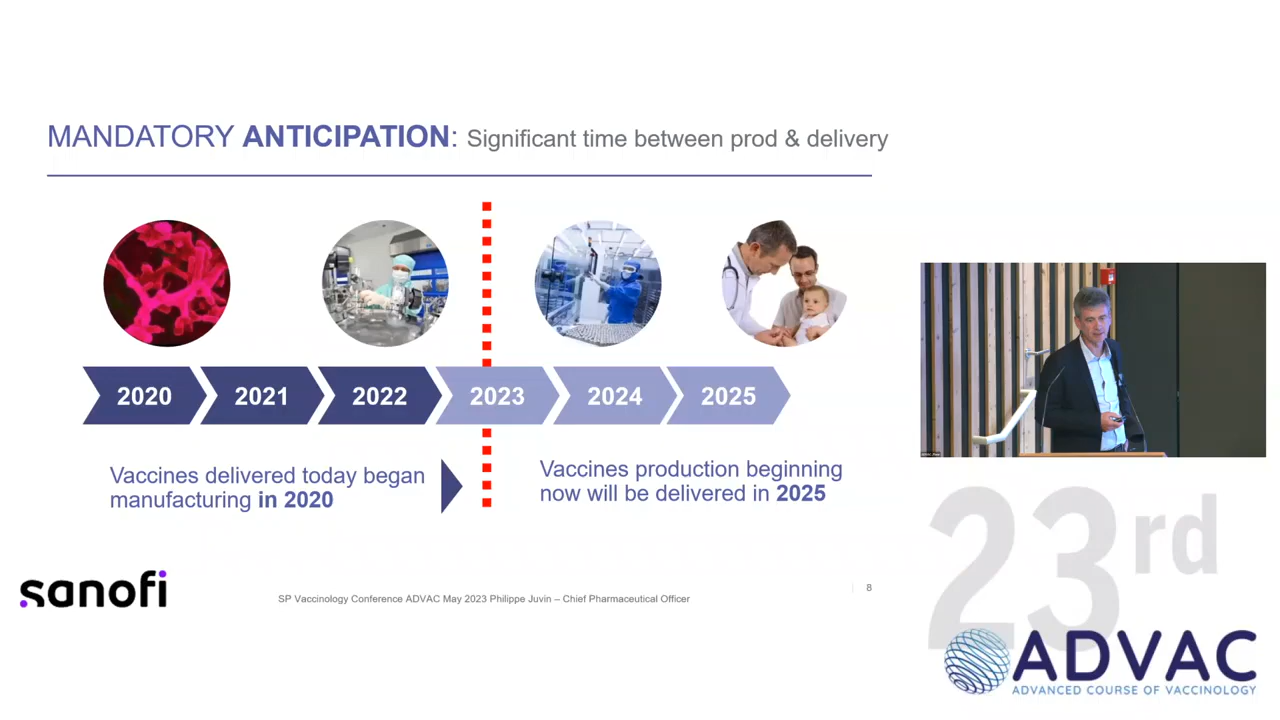 MANDATORY ANTICIPATION: Significant time between prod & delivery
2020
2021
2022
2023
2024
2025
Vaccines delivered today began
manufacturing in 2020
Vaccines production beginning
now will be delivered in 2025
sanofi
SP Vaccinology Conference ADVAC May 2023 Philippe Juvin – Chief Pharmaceutical Officer
8
23rd
ADVAC
ADVANCED COURSE OF VACCINOLOGY